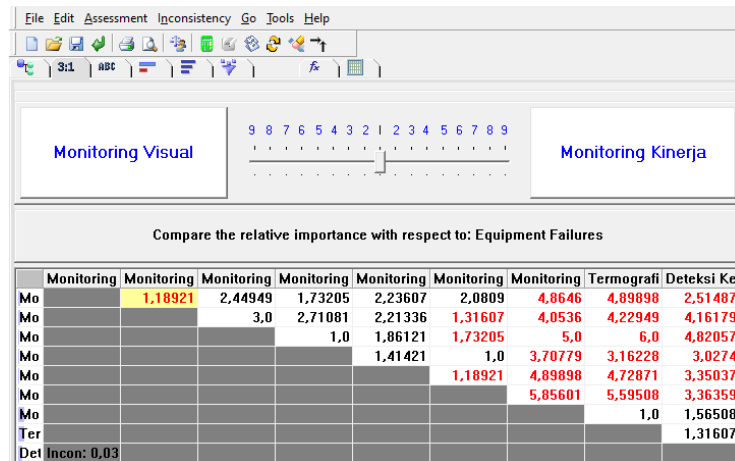 File Edit Assessment Inconsistency Go Tools Help
3:1 ABC fx
9 8 7 6 5 4 3 2 1 2 3 4 5 6 7 8 9
Monitoring Visual Monitoring Kinerja
Compare the relative importance with respect to: Equipment Failures
Monitoring Monitoring Monitoring Monitoring Monitoring Monitoring Monitoring Termografi Deteksi Ke
Mo 1,18921 2,44949 1,73205 2,23607 2,0809 4,8646 4,89898 2,51487
Mo 3,0 2,71081 2,21336 1,31607 4,0536 4,22949 4,16179
Mo 1,0 1,86121 1,73205 5,0 6,0 4,82057
Mo 1,41421 1,0 3,70779 3,16228 3,0274
Mo 1,18921 4,89898 4,72871 3,35037
Mo 5,85601 5,59508 3,36359
Mo 1,0 1,56508
Ter 1,31607
Det Incon: 0,03